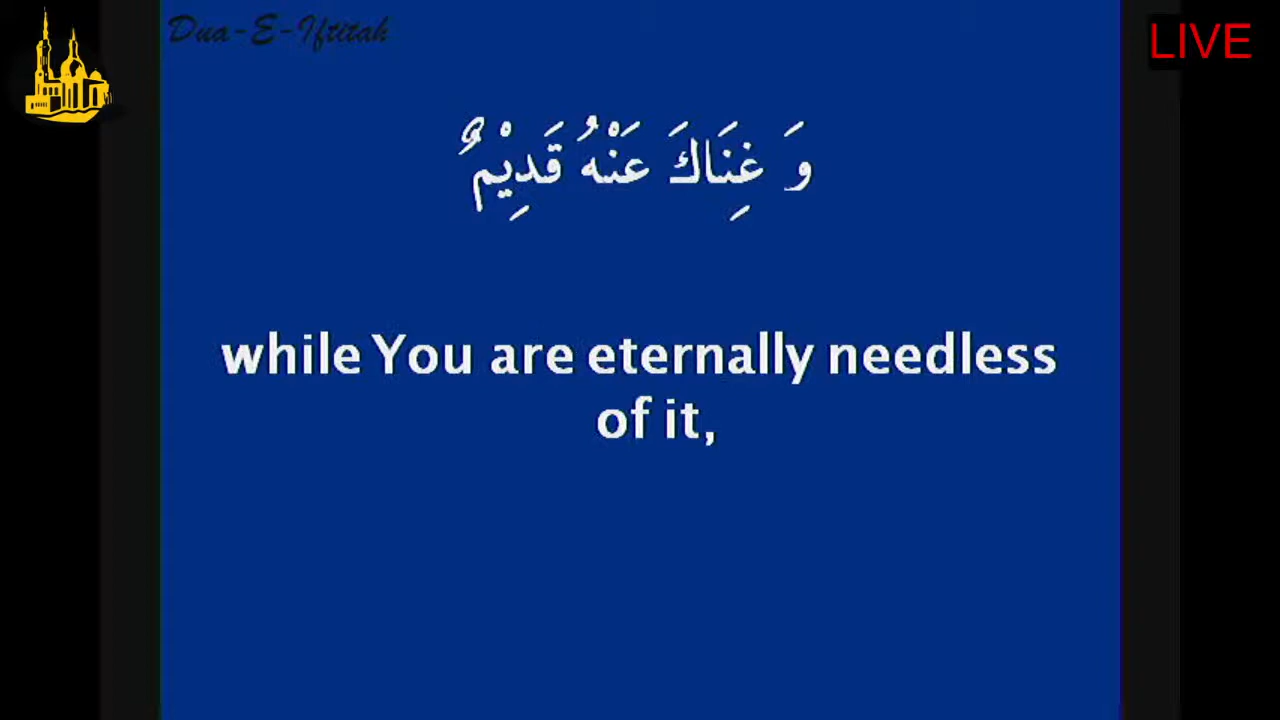 Dua-E-Iftitah
LIVE
وَ غِنَاكَ عَنْهُ قَدِيْمٌ
while You are eternally needless
of it,